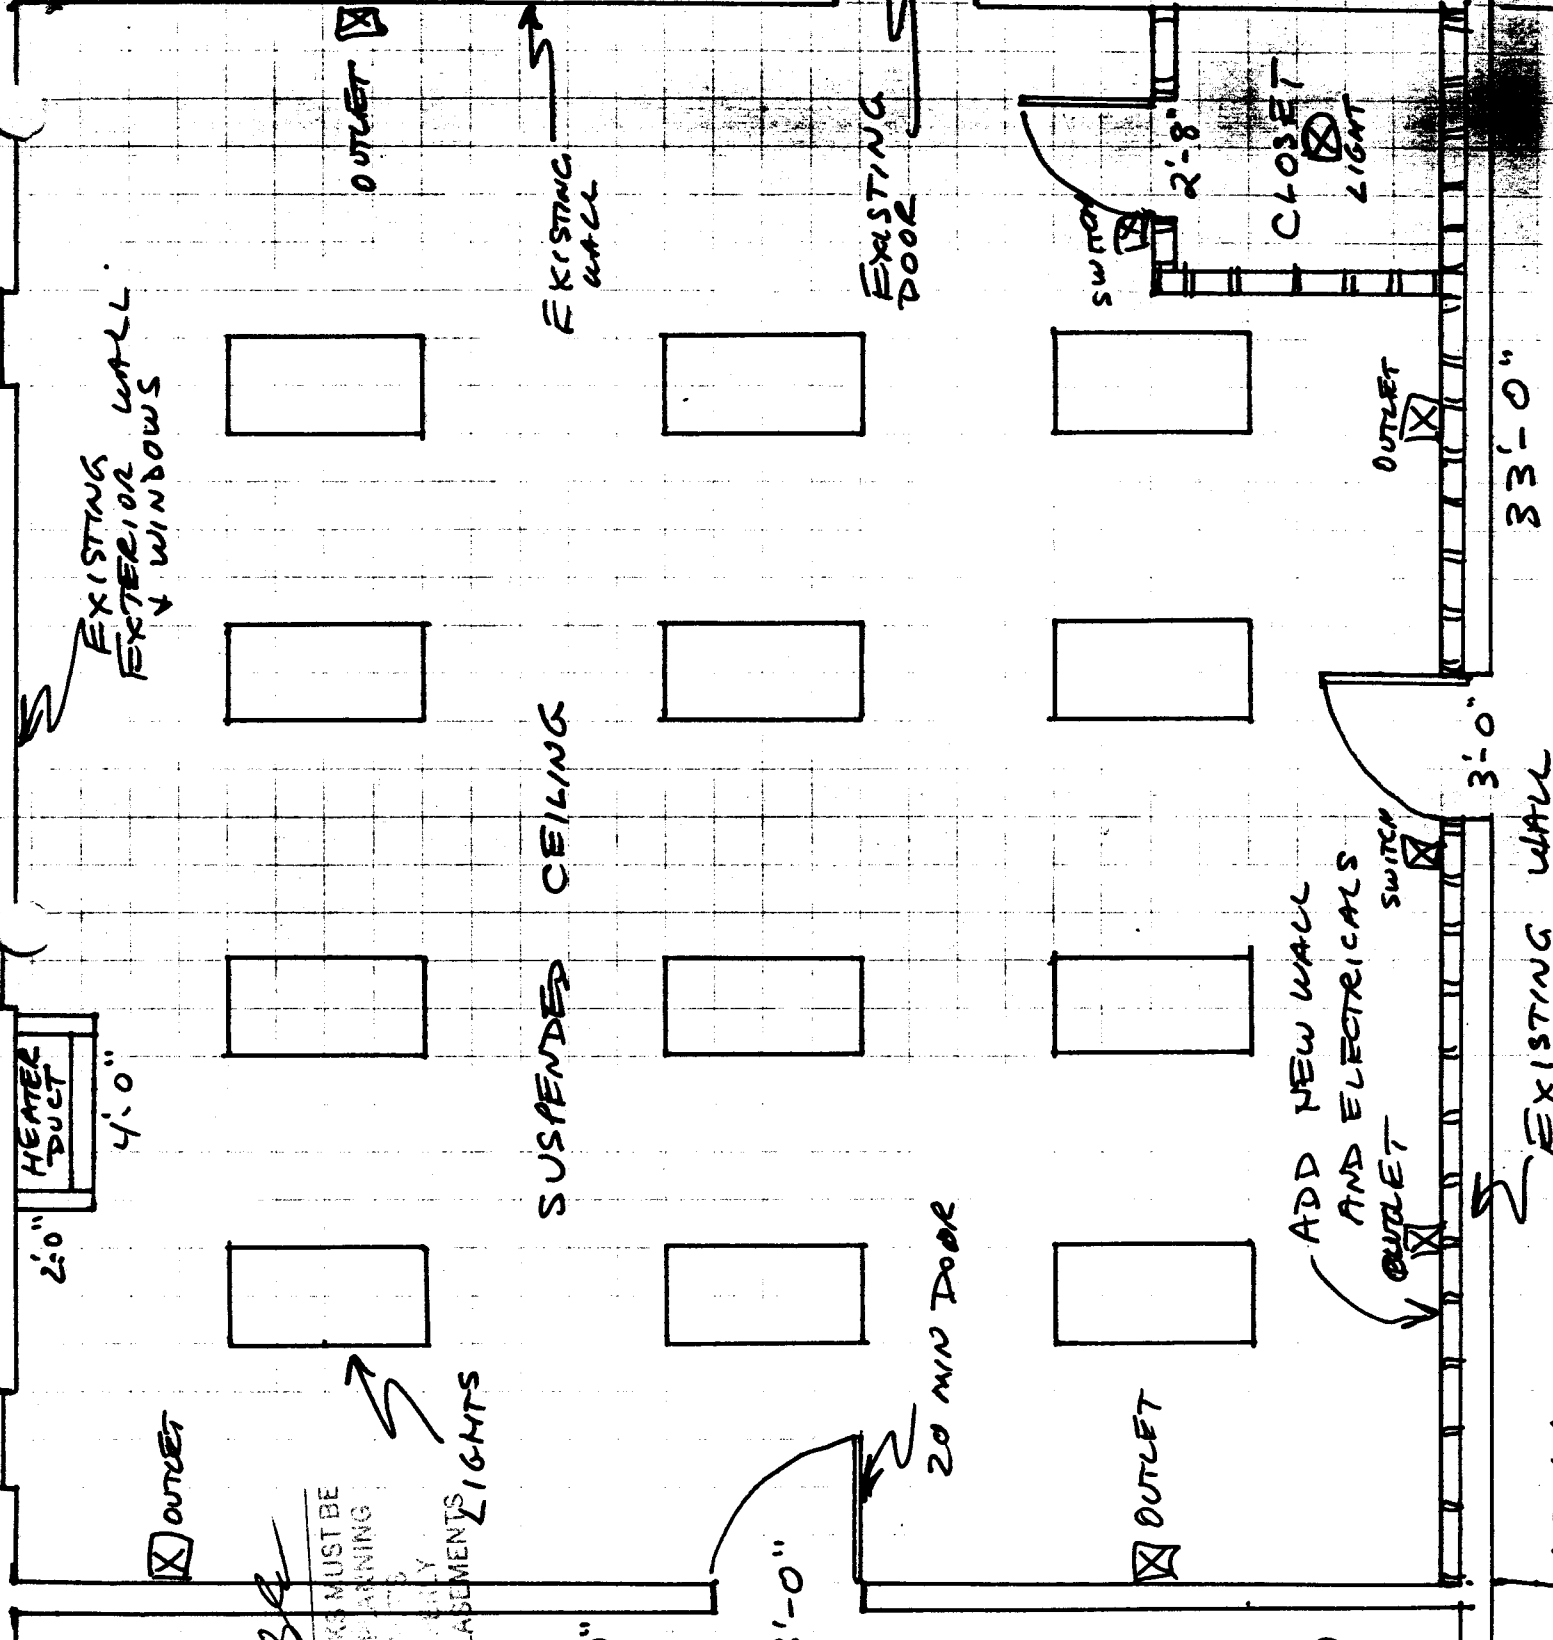 EXISTING
EXTERIOR WALL.
& WINDOWS
OUTLET
EXISTING
WALL
EXISTING
DOOR
SWITCH
2'-8"
CLOSET
LIGHT
OUTLET
33'-0"
HEATER
DUCT
4'-0"
2'-0"
SUSPENDED CEILING
ADD NEW WALL
AND ELECTRICALS
OUTLET
SWITCH
3'-0"
EXISTING WALL
OUTLET
LIGHTS
20 MIN DOOR
OUTLET
MUST BE